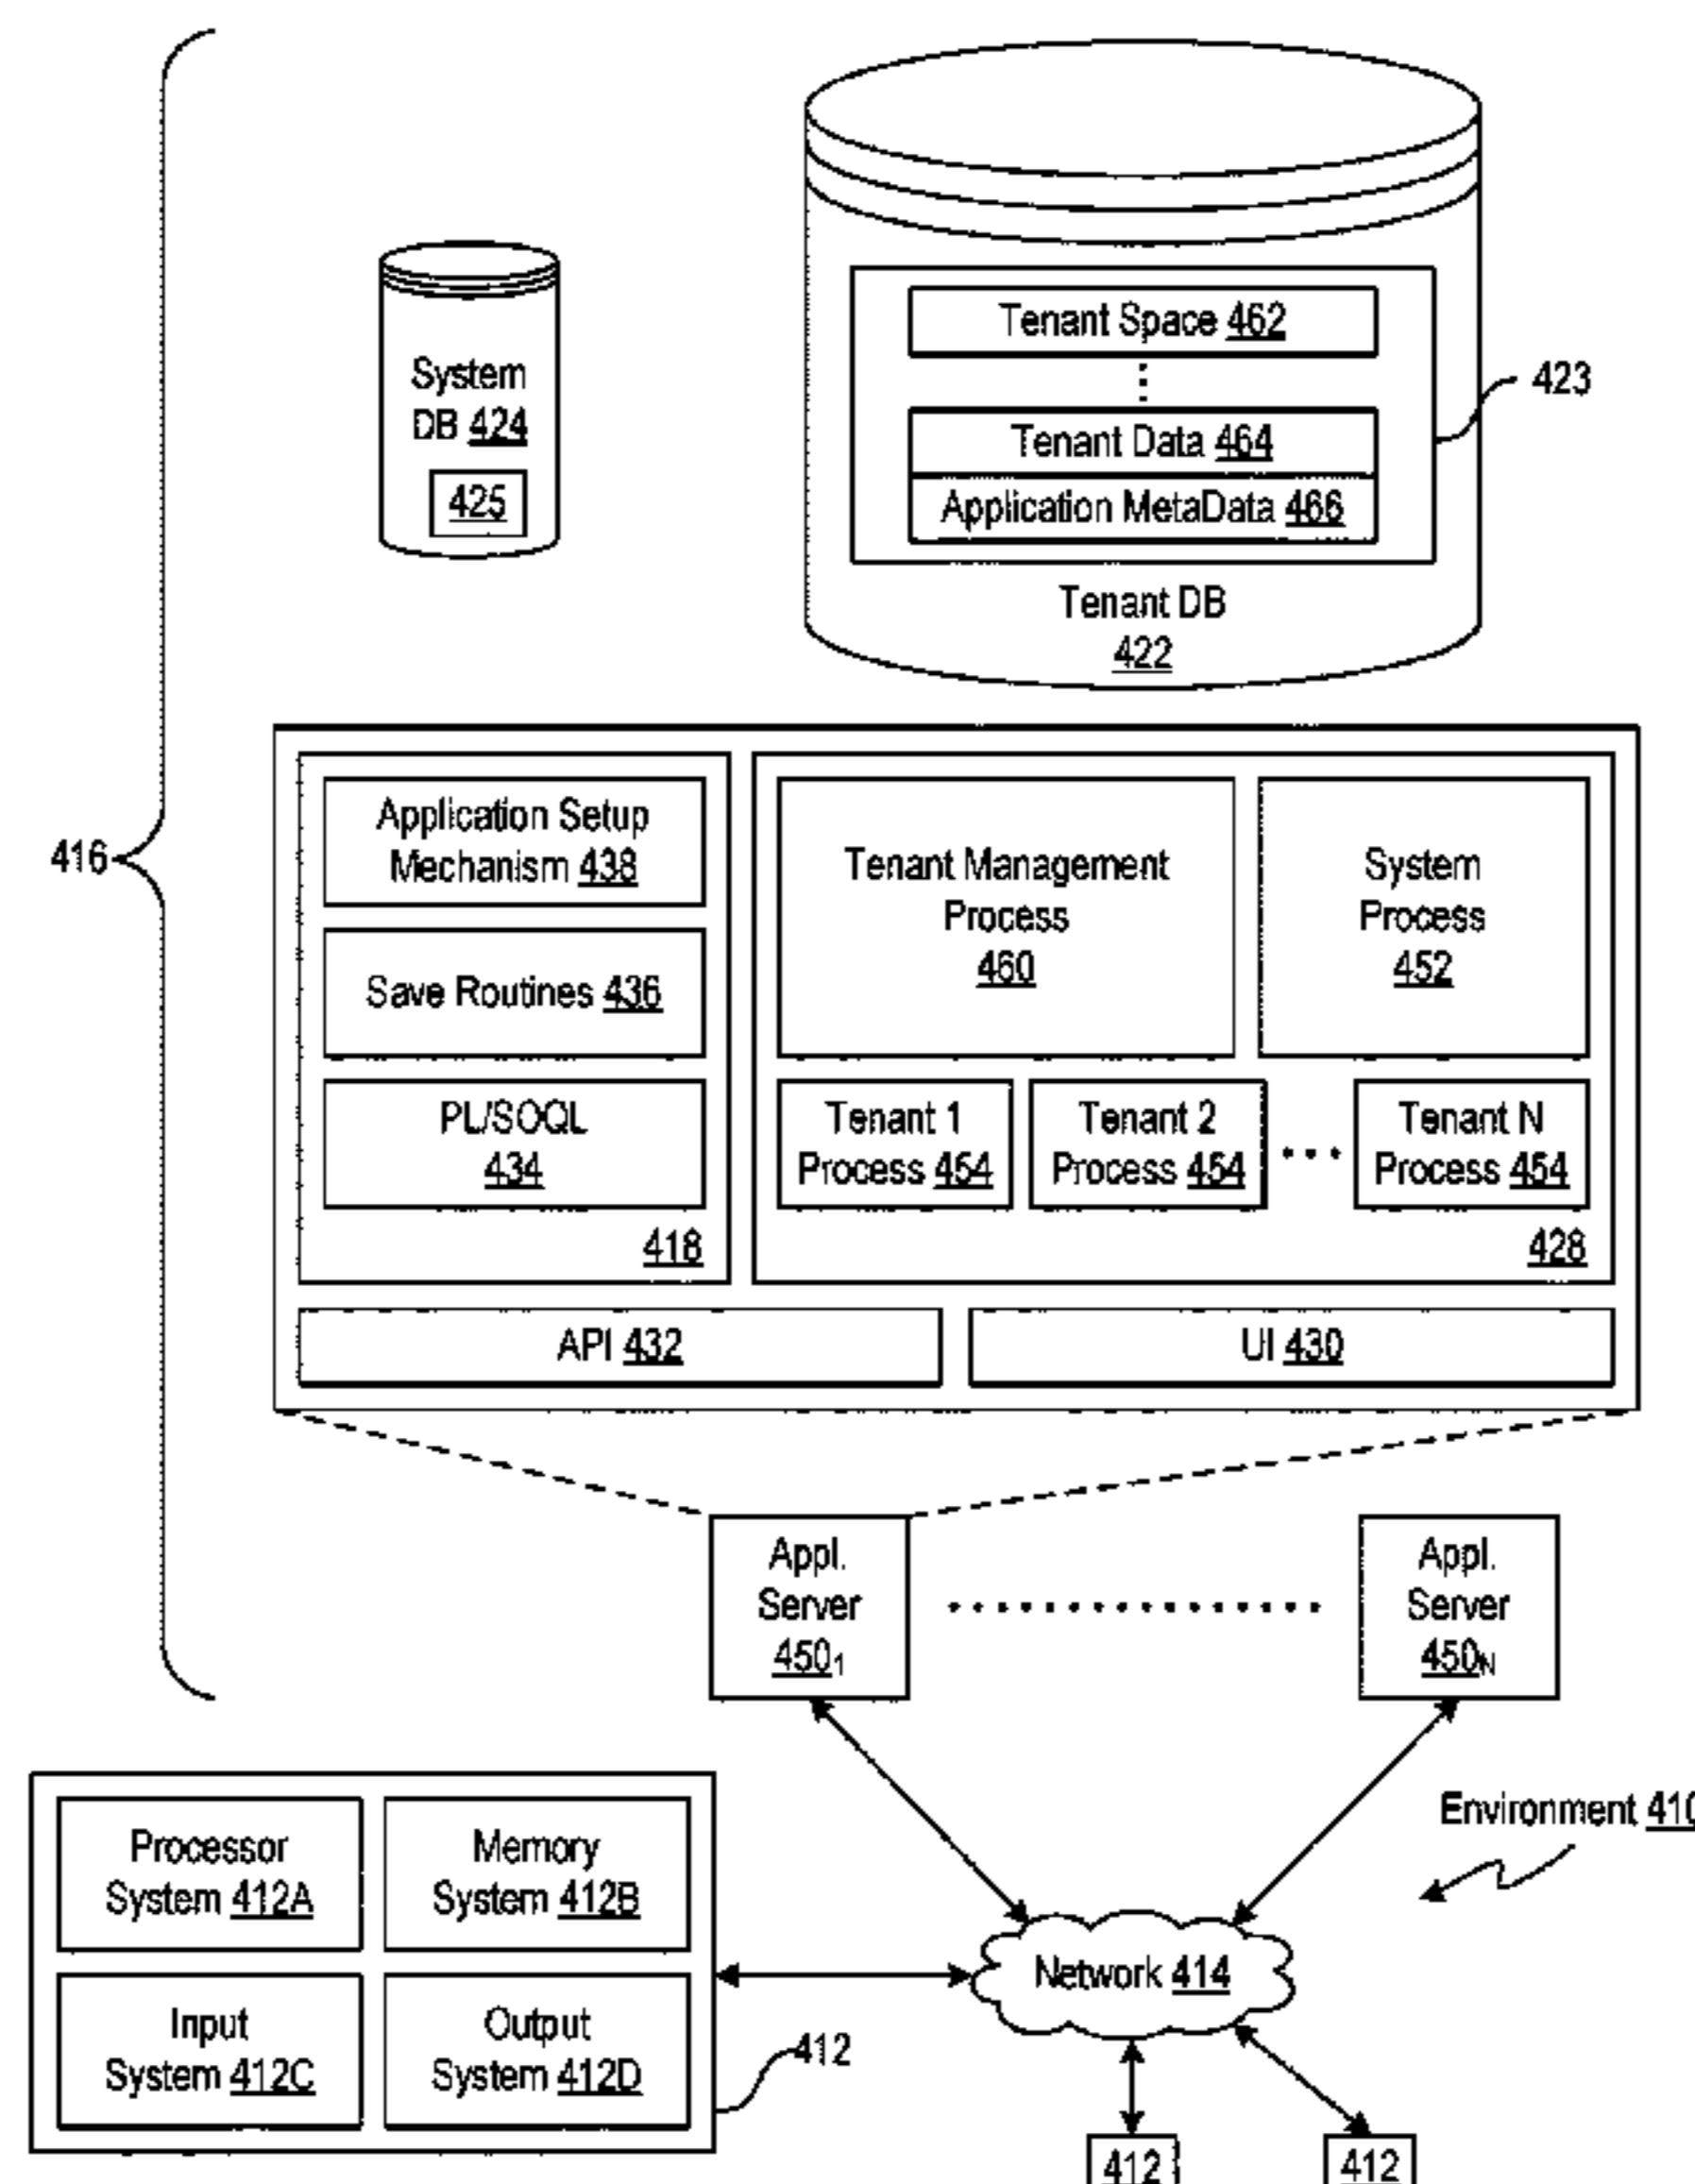 System
DB 424
425
Tenant Space 462
Tenant Data 464
Application MetaData 466
Tenant DB
422
423
416
Application Setup
Mechanism 438
Save Routines 436
PL/SOQL
434
418
Tenant Management
Process
460
System
Process
452
Tenant 1
Process 454
Tenant 2
Process 454
Tenant N
Process 454
428
API 432
UI 430
Appl.
Server
450₁
Appl.
Server
450N
Environment 410
Processor
System 412A
Memory
System 412B
Input
System 412C
Output
System 412D
412
Network 414
412
412